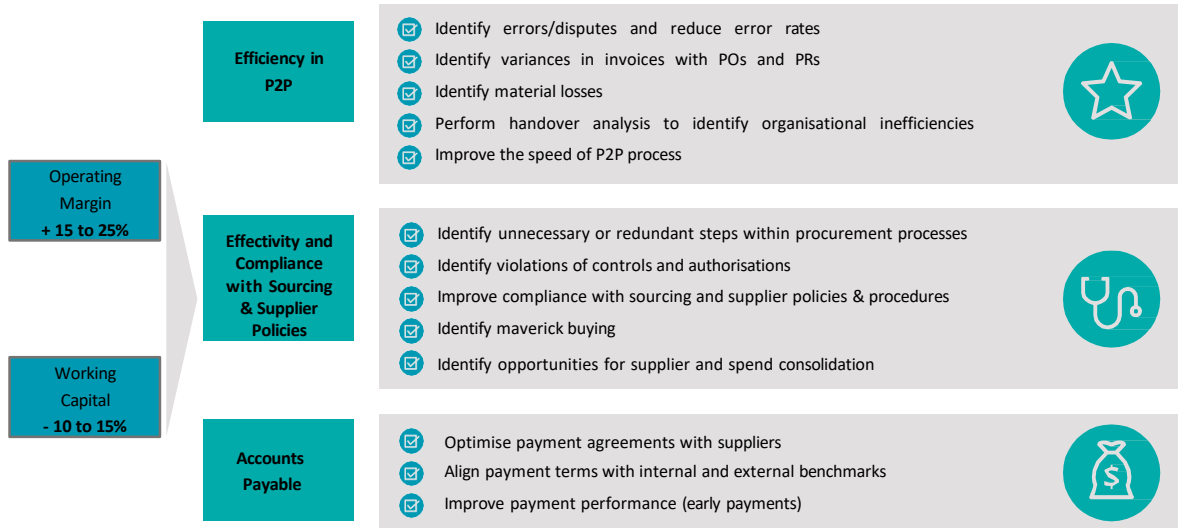 Operating
Margin
+ 15 to 25%
Working
Capital
- 10 to 15%
Efficiency in
P2P
Identify errors/disputes and reduce error rates
Identify variances in invoices with POs and PRs
Identify material losses
Perform handover analysis to identify organisational inefficiencies
Improve the speed of P2P process
Effectivity and
Compliance
with Sourcing
& Supplier
Policies
Identify unnecessary or redundant steps within procurement processes
Identify violations of controls and authorisations
Improve compliance with sourcing and supplier policies & procedures
Identify maverick buying
Identify opportunities for supplier and spend consolidation
Accounts
Payable
Optimise payment agreements with suppliers
Align payment terms with internal and external benchmarks
Improve payment performance (early payments)
$